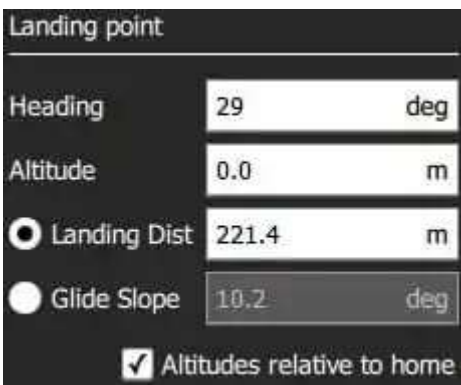 Landing point
Heading 29 deg
Altitude 0.0 m
Landing Dist 221.4 m
Glide Slope 10.2 deg
Altitudes relative to home